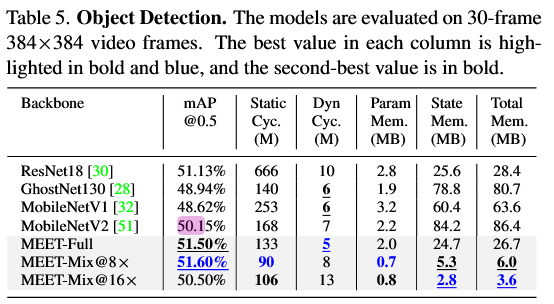 Table 5. Object Detection. The models are evaluated on 30-frame
384×384 video frames. The best value in each column is high-
lighted in bold and blue, and the second-best value is in bold.
Backbone mAP Static Dyn Param State Total
@0.5 Cyc. Cyc. Mem. Mem. Mem.
(M) (M) (MB) (MB) (MB)
ResNet18 [30] 51.13% 666 10 2.8 25.6 28.4
GhostNet130 [28] 48.94% 140 6 1.9 78.8 80.7
MobileNetV1 [32] 48.62% 253 6 3.2 60.4 63.6
MobileNetV2 [51] 50.15% 168 7 2.2 84.2 86.4
MEET-Full 51.50% 133 5 2.0 24.7 26.7
MEET-Mix@8× 51.60% 90 8 0.7 5.3 6.0
MEET-Mix@16× 50.50% 106 13 0.8 2.8 3.6